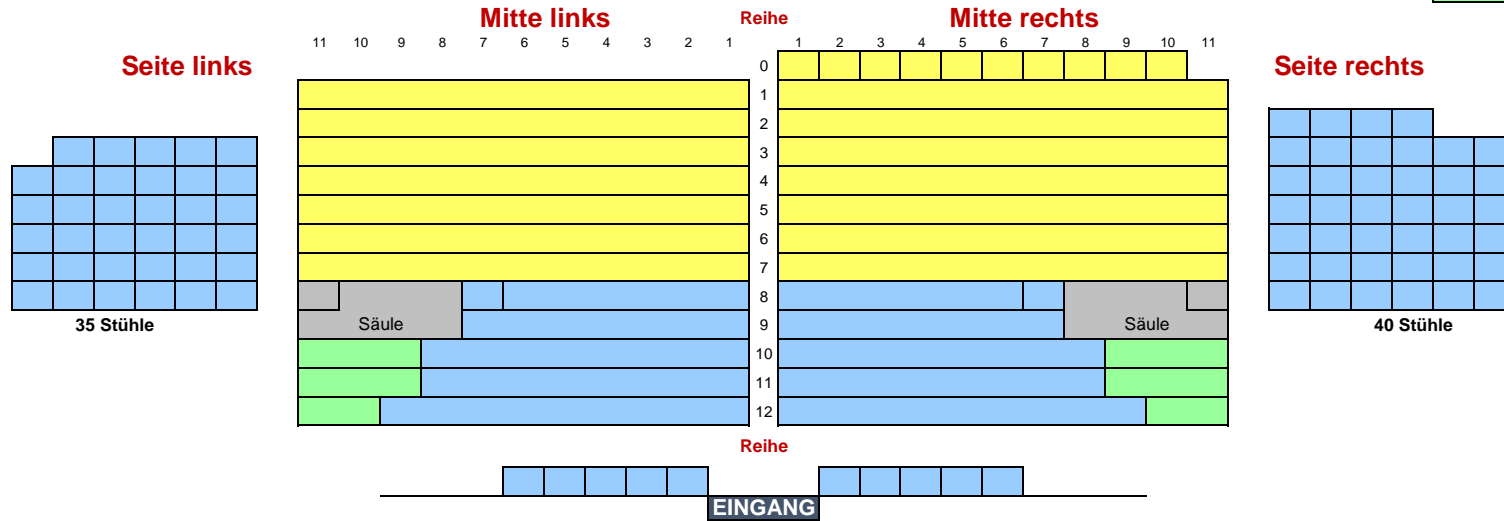 Mitte links Reihe Mitte rechts
11 10 9 8 7 6 5 4 3 2 1 1 2 3 4 5 6 7 8 9 10 11
Seite links 0 Seite rechts
1
2
3
4
5
6
7
8
35 Stühle Säule 9 Säule 40 Stühle
10
11
12
Reihe
EINGANG